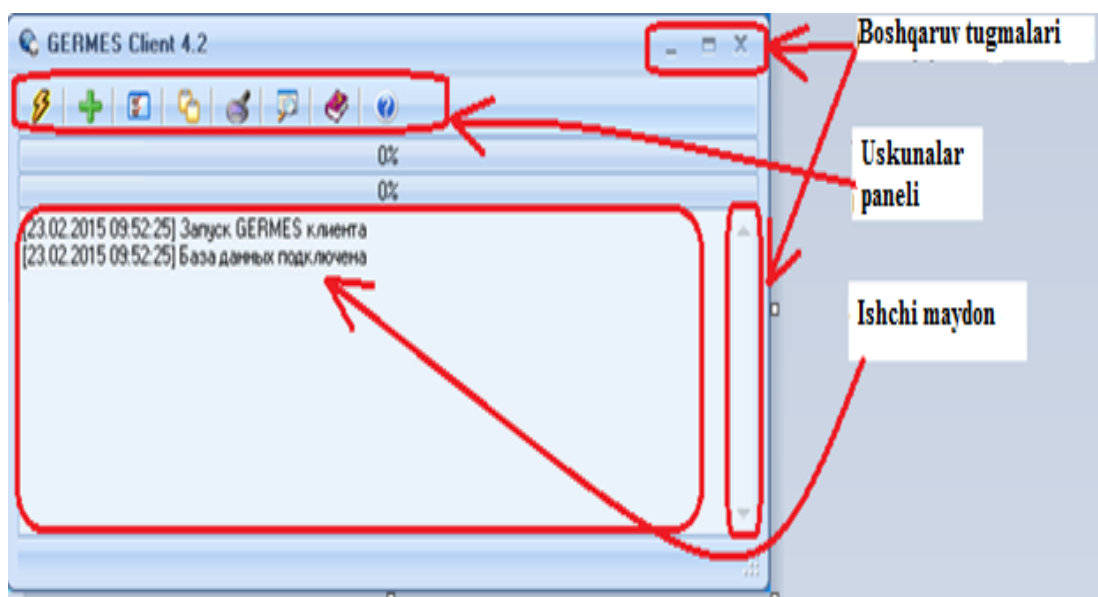 GERMES Client 4.2
Boshqaruv tugmalari
0%
Uskunalar
paneli
0%
[23.02.2015 09:52:25] Запуск GERMES клиента
[23.02.2015 09:52:25] База данных подключена
Ishchi maydon